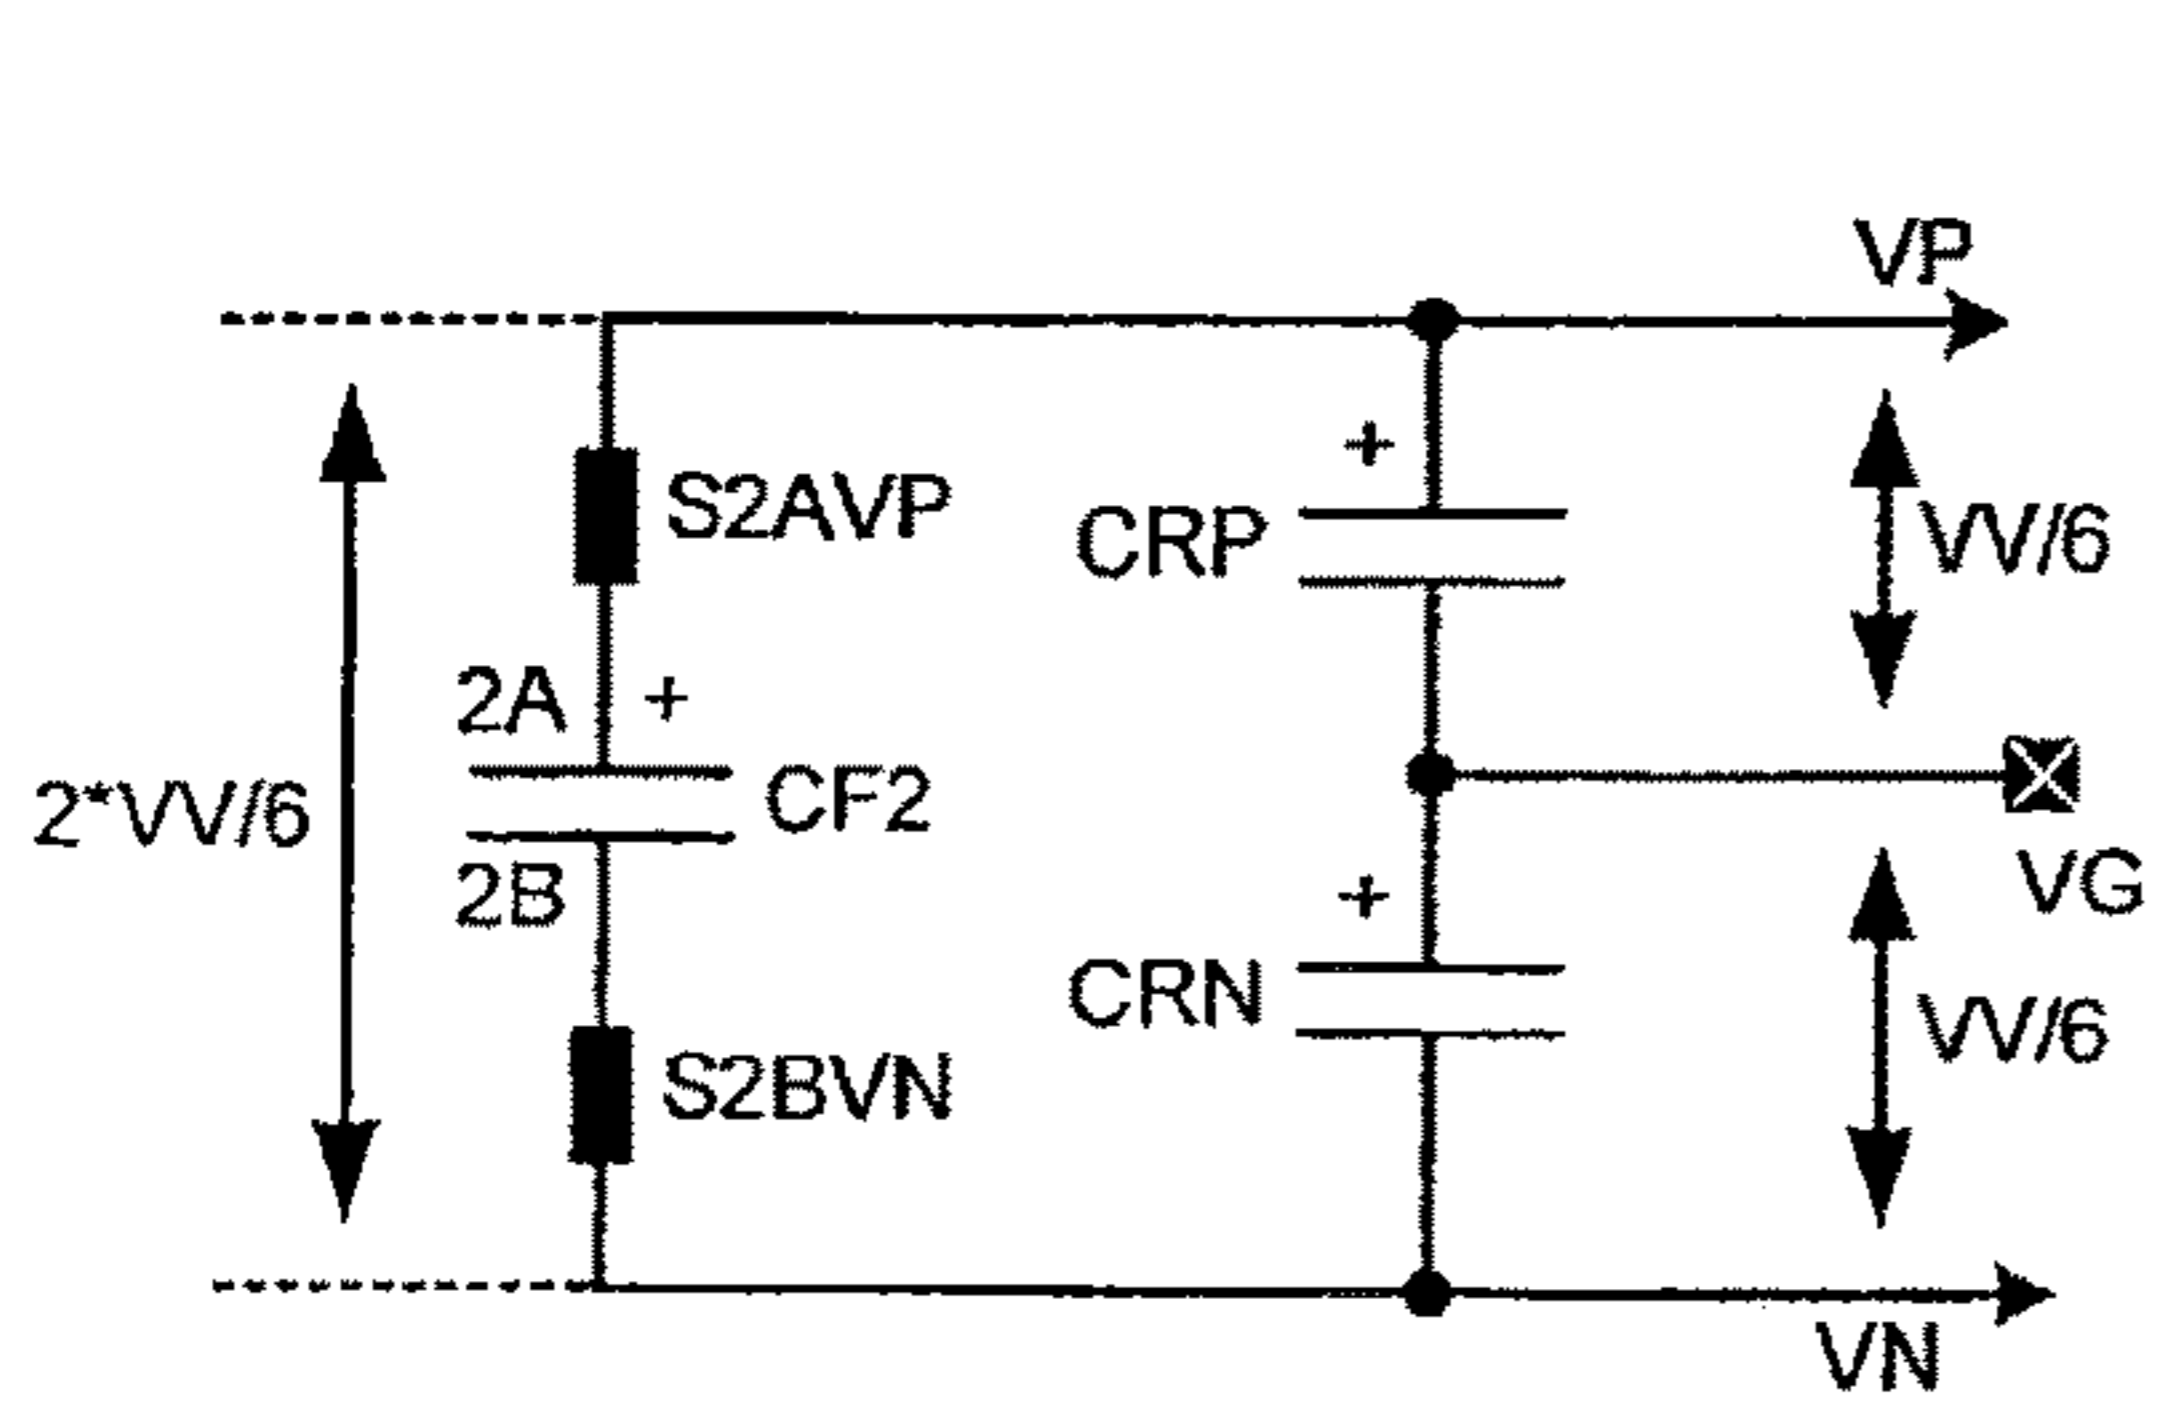 VP
+
S2AVP
CRP
VV/6
2A
+
2*VV/6
CF2
2B
VG
+
CRN
VV/6
S2BVN
VN